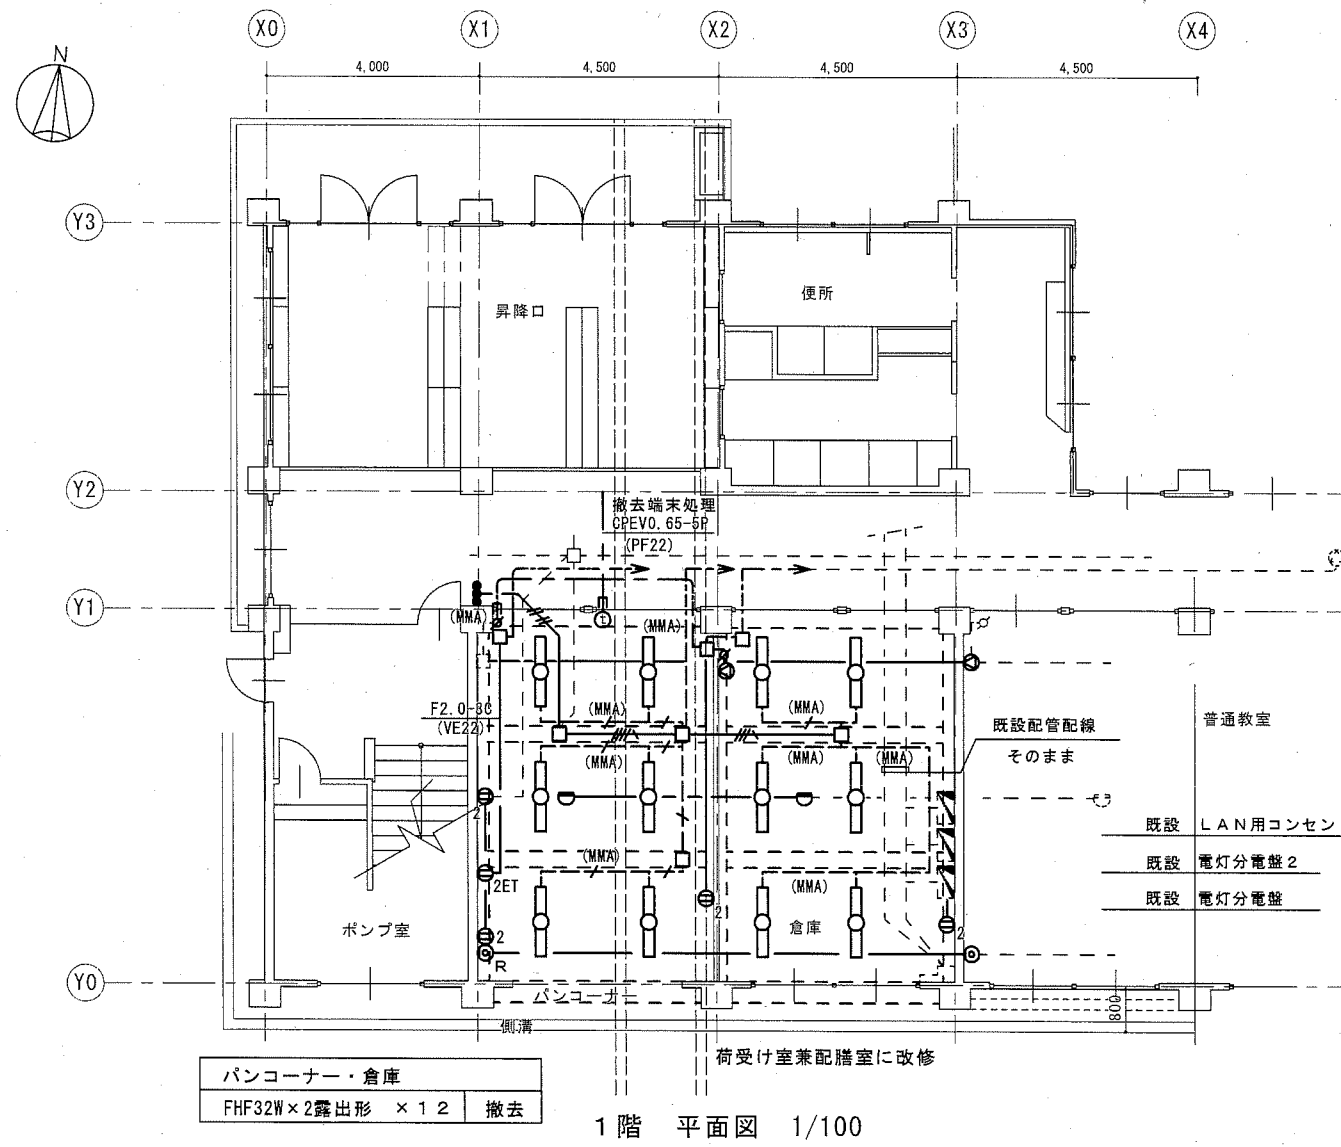 X0 X1 X2 X3 X4
N
4,000 4,500 4,500 4,500
Y3
昇降口
便所
Y2
撤去端末処理
CPEV0.65-5P
(PF22)
Y1
(MMA)
(MMA)
t
F2.0-3C
(VE22)
(MMA)
(MMA)
(MMA)
(MMA)
(MMA)
既設配管配線
そのまま
普通教室
2
既設 LAN用コンセン
(MMA)
(MMA)
既設 電灯分電盤2
2ET
既設 電灯分電盤
2
2
ポンプ室
2
倉庫
R
Y0
パンコーナー
800
側溝
荷受け室兼配膳室に改修
パンコーナー・倉庫
FHF32W×2露出形 ×12 撤去
1階 平面図 1/100